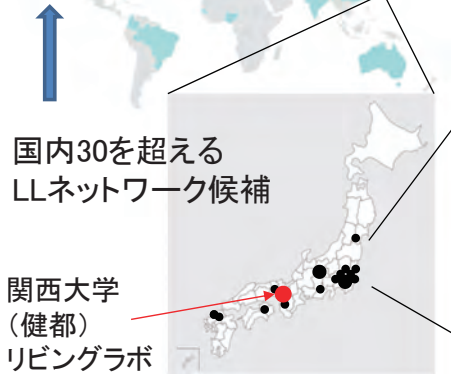 国内30を超える
LLネットワーク候補
関西大学
（健都）
リビングラボ